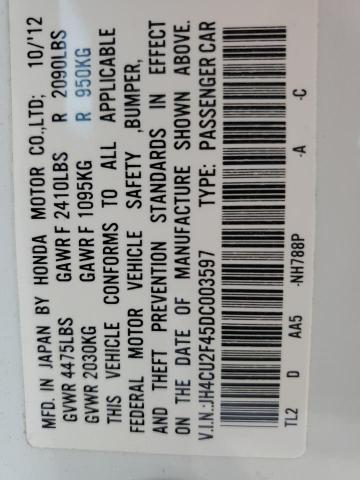 MFD. IN JAPAN BY HONDA MOTOR CO.,LTD; 10/'12
GVWR 4475LBS GAWR F 2410LBS R 2090LBS
GVWR 2030KG GAWR F 1095KG R 950KG
THIS VEHICLE CONFORMS TO ALL APPLICABLE
FEDERAL MOTOR VEHICLE SAFETY ,BUMPER,
AND THEFT PREVENTION STANDARDS IN EFFECT
ON THE DATE OF MANUFACTURE SHOWN ABOVE.
V.I.N.:JH4CU2F45DC003597 TYPE: PASSENGER CAR
TL2 D AA5 -NH788P -A -C